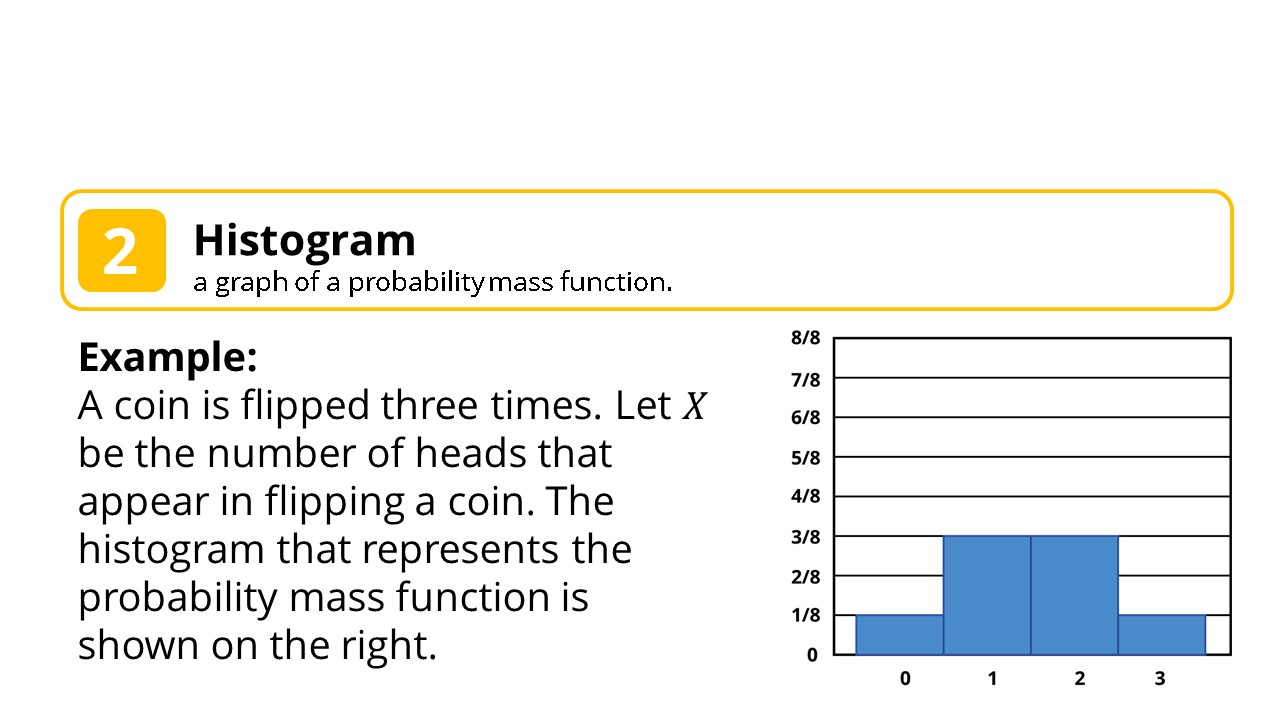 2
Histogram
a graph of a probability mass function.
Example:
A coin is flipped three times. Let X
be the number of heads that
appear in flipping a coin. The
histogram that represents the
probability mass function is
shown on the right.
8/8
7/8
6/8
5/8
4/8
3/8
2/8
1/8
0
0 1 2 3